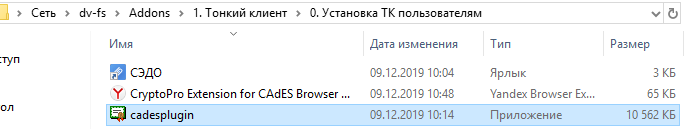 › Сеть › dv-fs › Addons › 1. Тонкий клиент › 0. Установка ТК пользователям
Имя Дата изменения Тип Размер
ступ
СЭДО 09.12.2019 10:04 Ярлык 3 КБ
CryptoPro Extension for CAdES Browser ... 09.12.2019 10:48 Yandex Browser Ex... 65 КБ
cadesplugin 09.12.2019 10:14 Приложение 10 562 КБ
ол